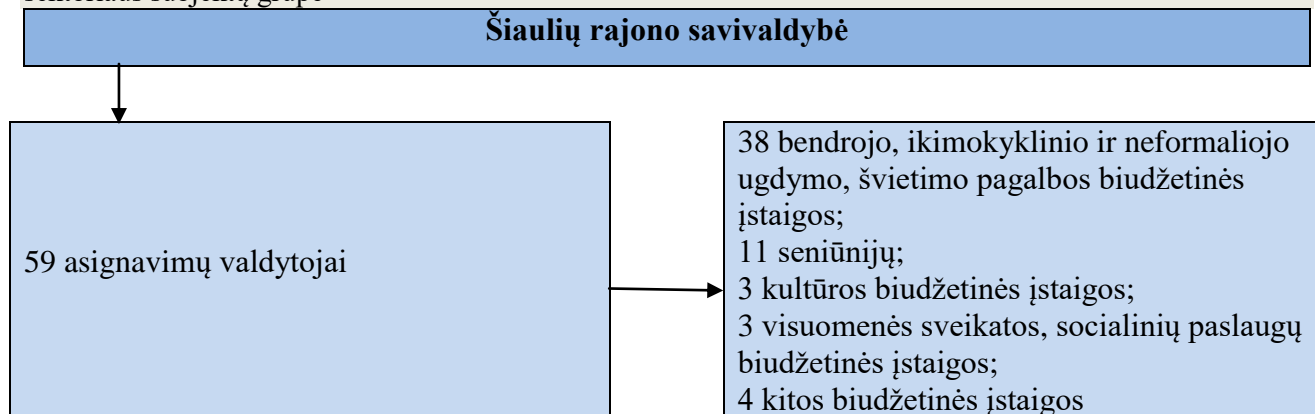 Šiaulių rajono savivaldybė
59 asignavimų valdytojai
38 bendrojo, ikimokyklinio ir neformaliojo
ugdymo, švietimo pagalbos biudžetinės
įstaigos;
11 seniūnijų;
3 kultūros biudžetinės įstaigos;
3 visuomenės sveikatos, socialinių paslaugų
biudžetinės įstaigos;
4 kitos biudžetinės įstaigos